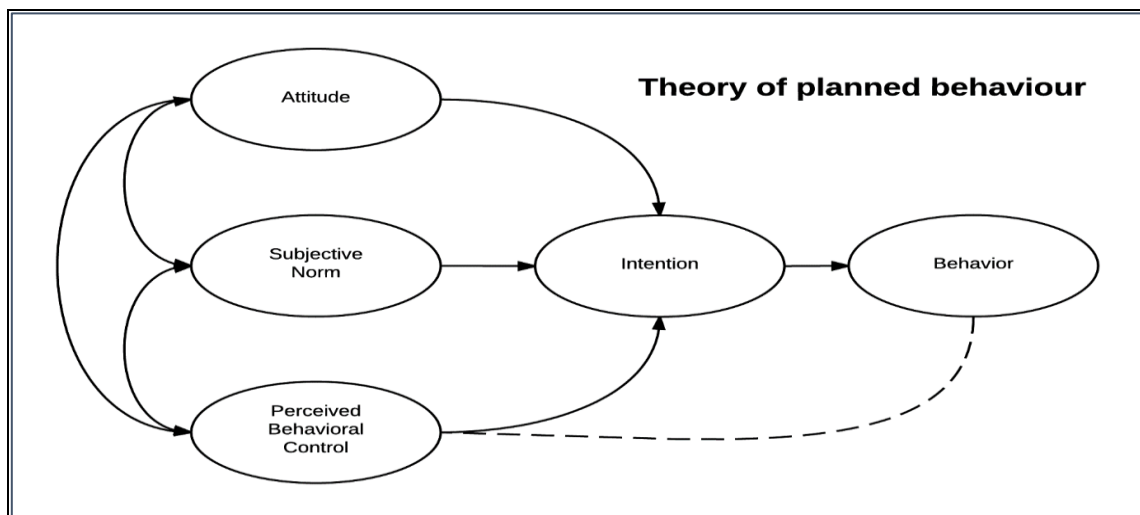 Theory of planned behaviour
Attitude
Subjective
Norm
Intention
Behavior
Perceived
Behavioral
Control